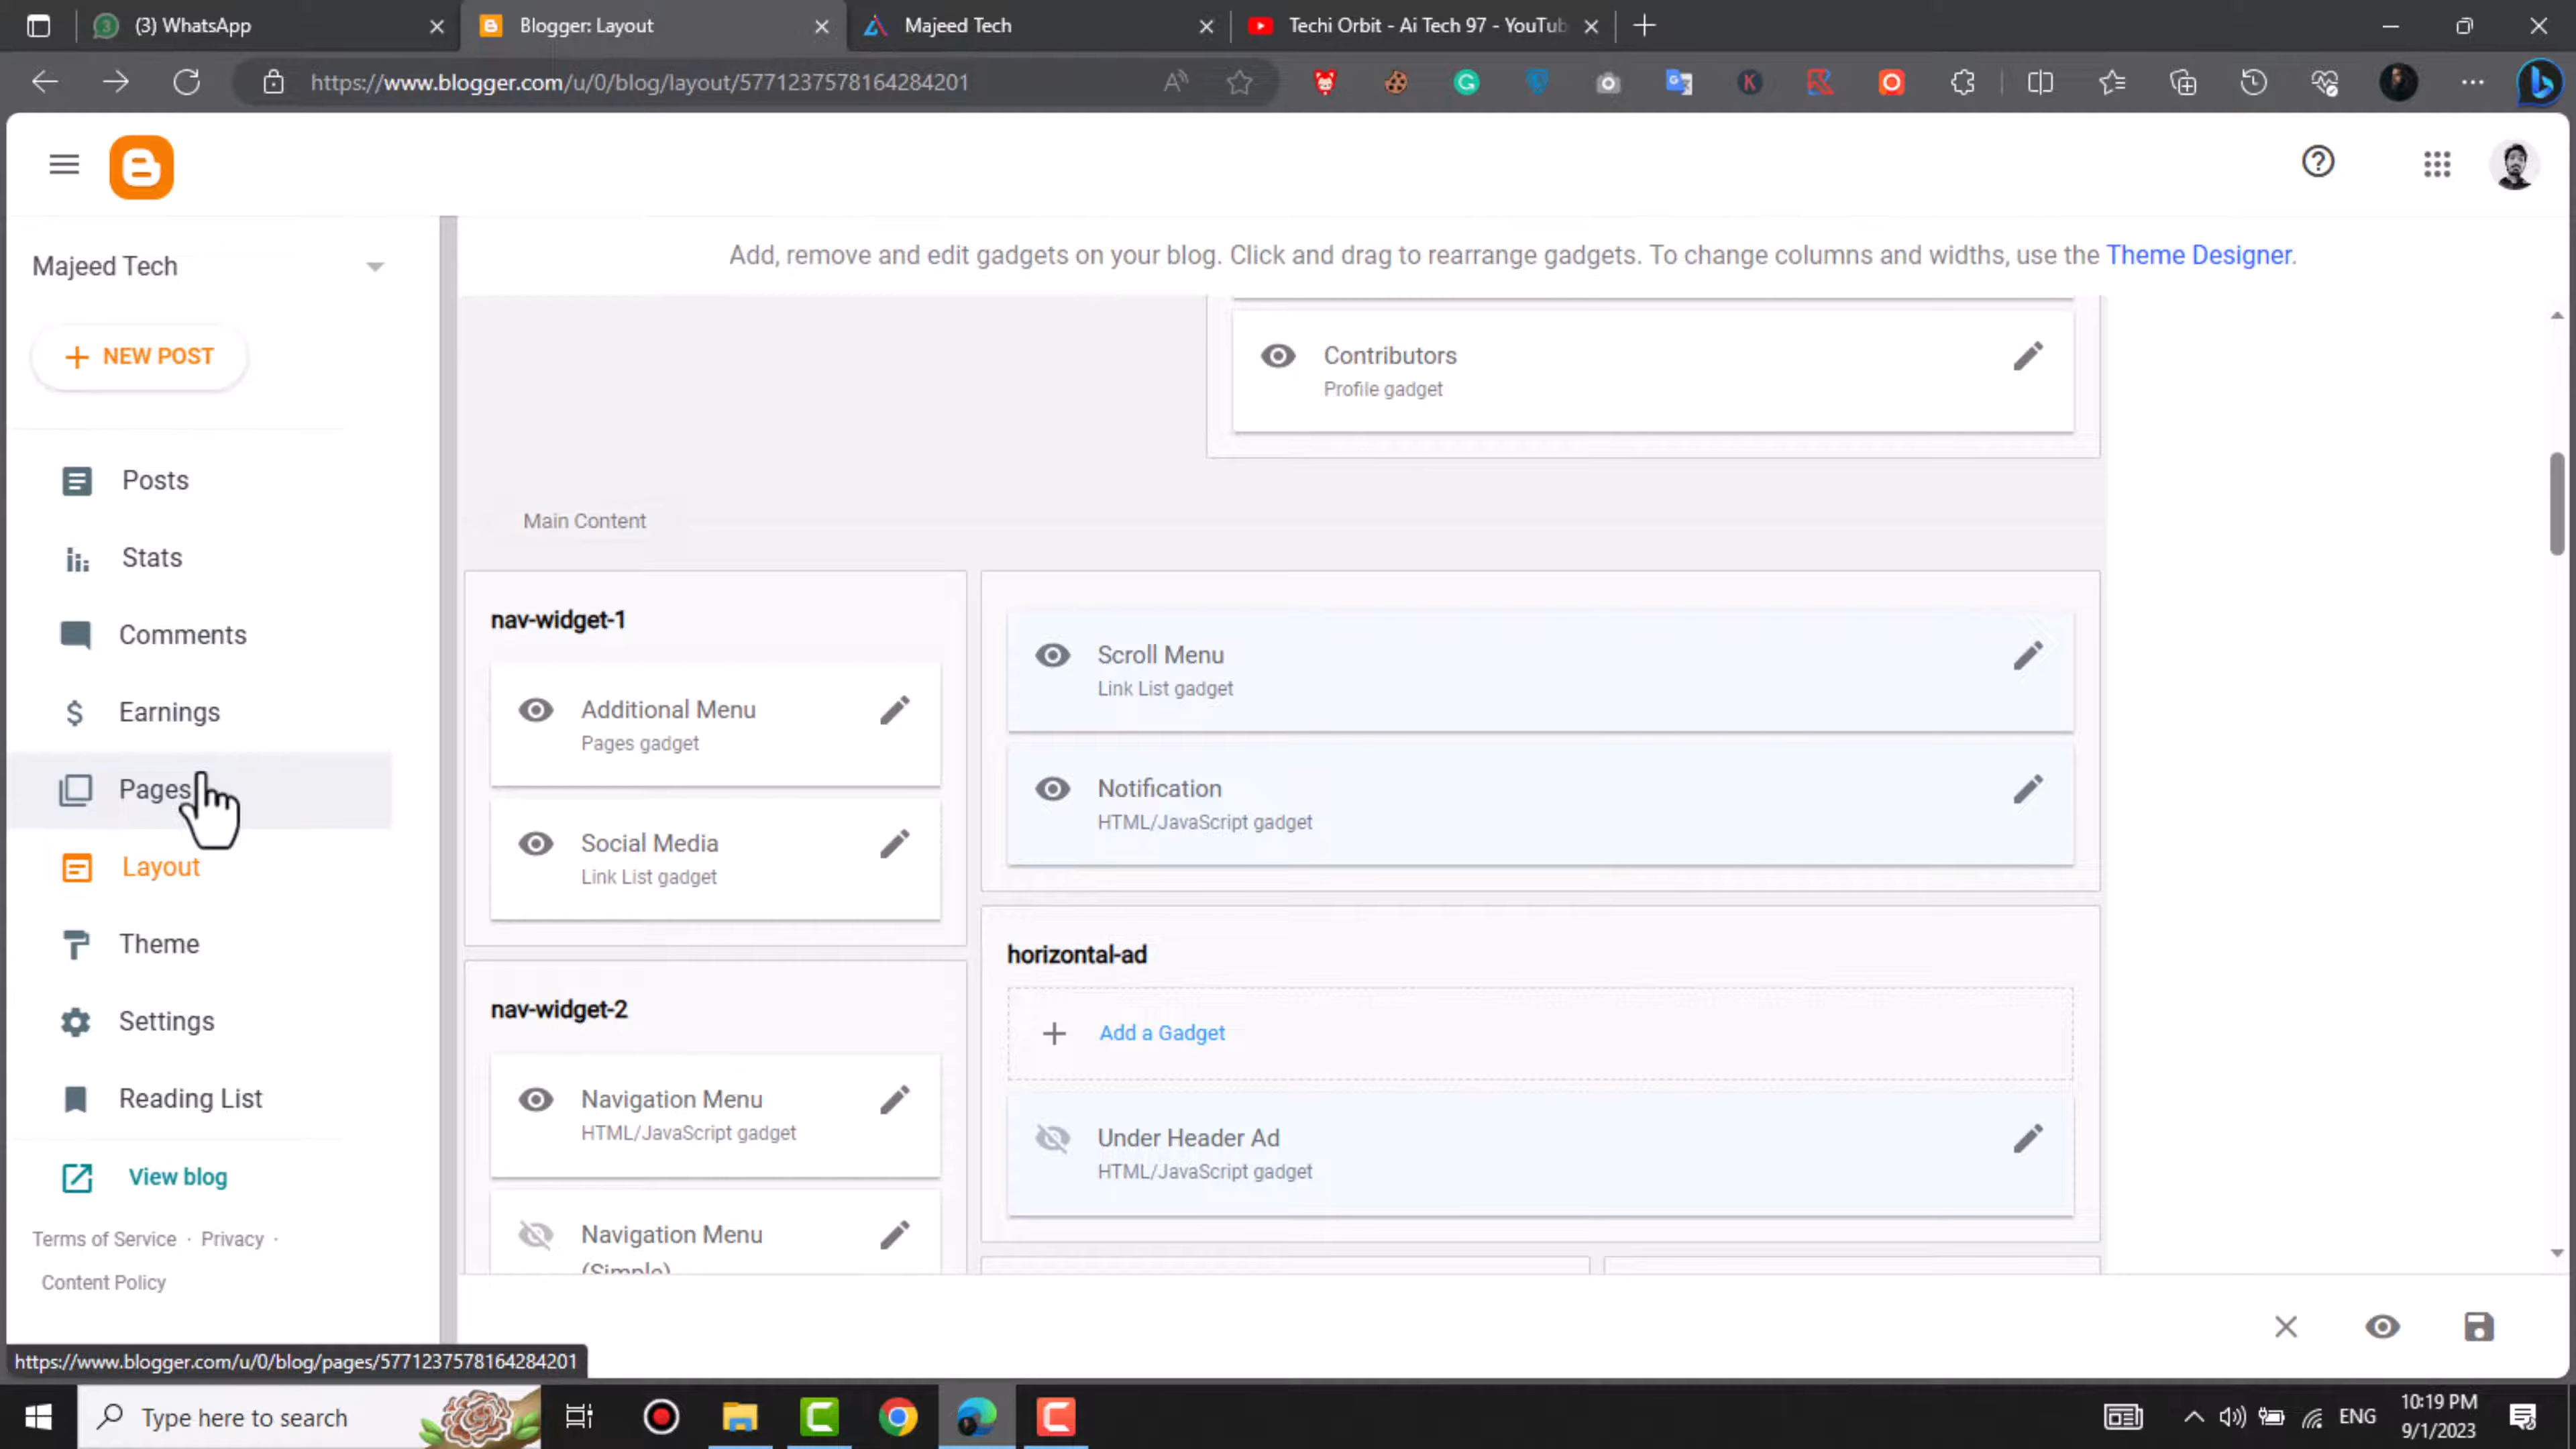 (3) WhatsApp
Blogger: Layout
Majeed Tech
Techi Orbit - Ai Tech 97 - YouTub
https://www.blogger.com/u/0/blog/layout/5771237578164284201
Majeed Tech
NEW POST
Posts
Stats
Comments
Earnings
Pages
Layout
Theme
Settings
Reading List
View blog
Terms of Service · Privacy ·
Content Policy
https://www.blogger.com/u/0/blog/pages/5771237578164284201
Add, remove and edit gadgets on your blog. Click and drag to rearrange gadgets. To change columns and widths, use the Theme Designer.
Contributors
Profile gadget
Main Content
nav-widget-1
Additional Menu
Pages gadget
Social Media
Link List gadget
nav-widget-2
Navigation Menu
HTML/JavaScript gadget
Navigation Menu
(Simple)
Scroll Menu
Link List gadget
Notification
HTML/JavaScript gadget
horizontal-ad
Add a Gadget
Under Header Ad
HTML/JavaScript gadget
Type here to search
ENG
10:19 PM
9/1/2023